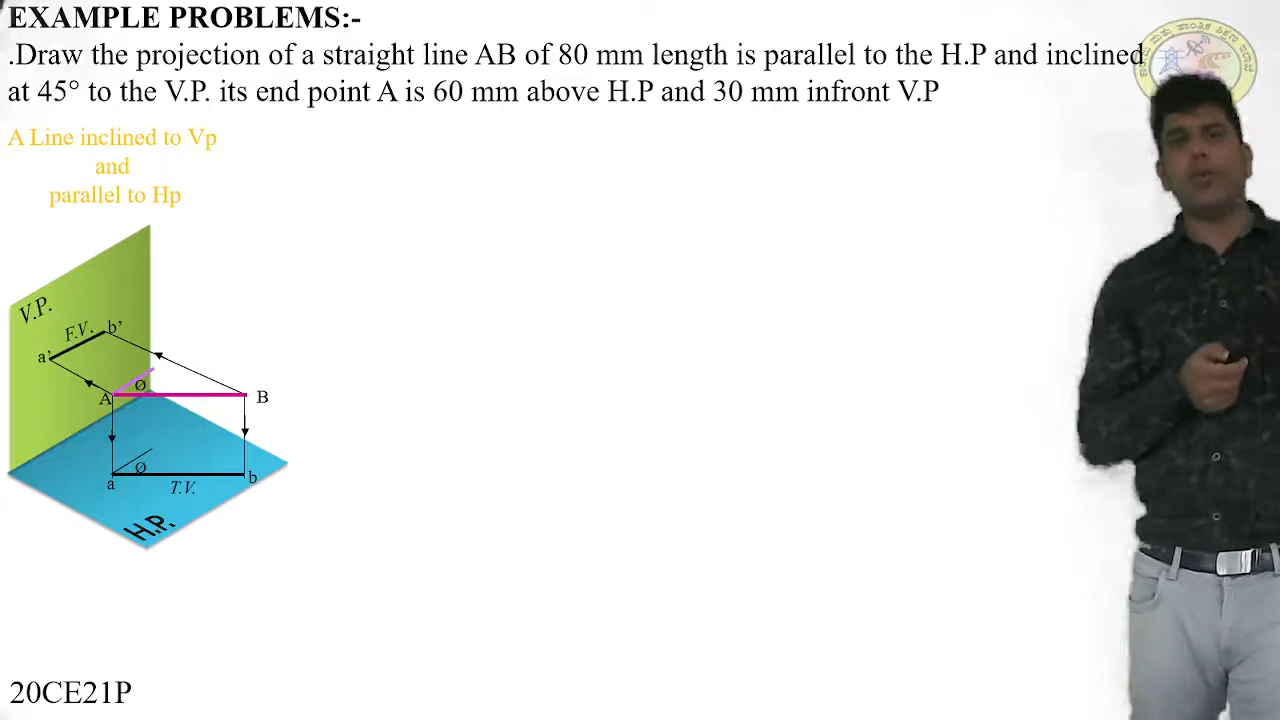 EXAMPLE PROBLEMS:-
.Draw the projection of a straight line AB of 80 mm length is parallel to the H.P and inclined
at 45° to the V.P. its end point A is 60 mm above H.P and 30 mm infront V.P
A Line inclined to Vp
and
parallel to Hp
V.P.
F.V.
b'
a'
Ø
A
B
Ø
a
b
T.V.
H.P.
20CE21P